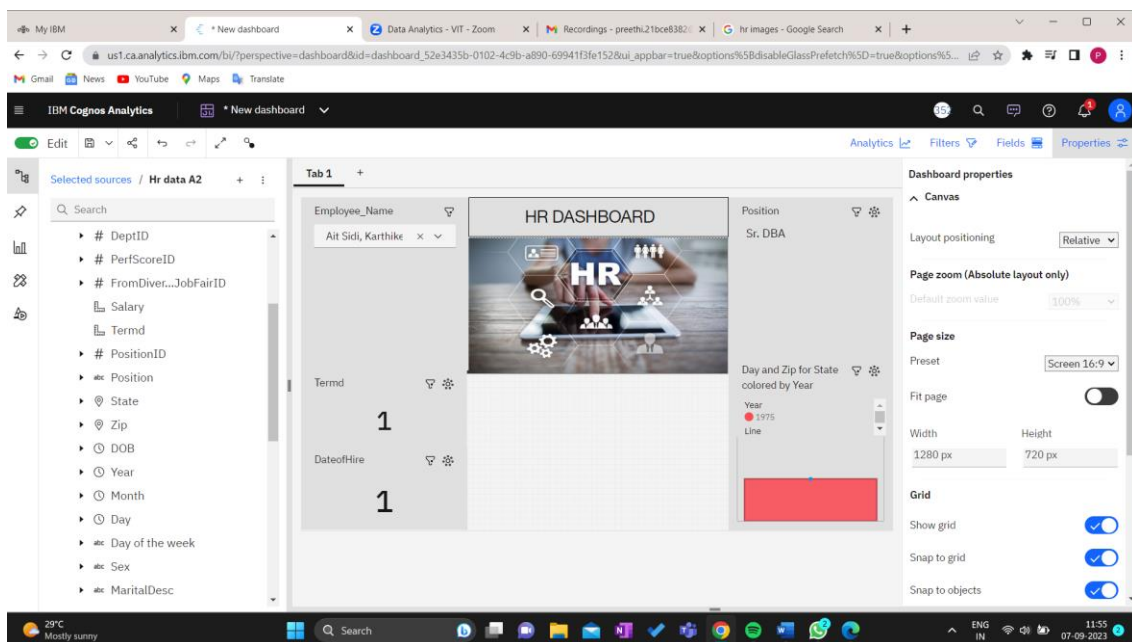 My IBM
* New dashboard
Data Analytics - VIT - Zoom
Recordings - preethi.21bce8382
hr images - Google Search
us1.ca.analytics.ibm.com/bi/?perspective=dashboard&id=dashboard_52e3435b-0102-4c9b-a890-69941f3fe152&ui_appbar=true&options%5BdisableGlassPrefetch%5D=true&options%5...
P
Gmail
News
YouTube
Maps
Translate
IBM Cognos Analytics
* New dashboard
Edit
Analytics
Filters
Fields
Properties
Selected sources / Hr data A2
Search
# DeptID
# PerfScoreID
# FromDiver...JobFairID
Salary
Termd
# PositionID
abc Position
State
Zip
DOB
Year
Month
Day
abc Day of the week
abc Sex
abc MaritalDesc
Tab 1
Employee_Name
Ait Sidi, Karthike
HR DASHBOARD
HR
Position
Sr. DBA
Termd
1
DateofHire
1
Day and Zip for State
colored by Year
Year
1975
Line
Dashboard properties
Canvas
Layout positioning
Relative
Page zoom (Absolute layout only)
Default zoom value
100%
Page size
Preset
Screen 16:9
Fit page
Width
Height
1280 px
720 px
Grid
Show grid
Snap to grid
Snap to objects
29°C
Mostly sunny
Search
ENG
IN
11:55
07-09-2023
2